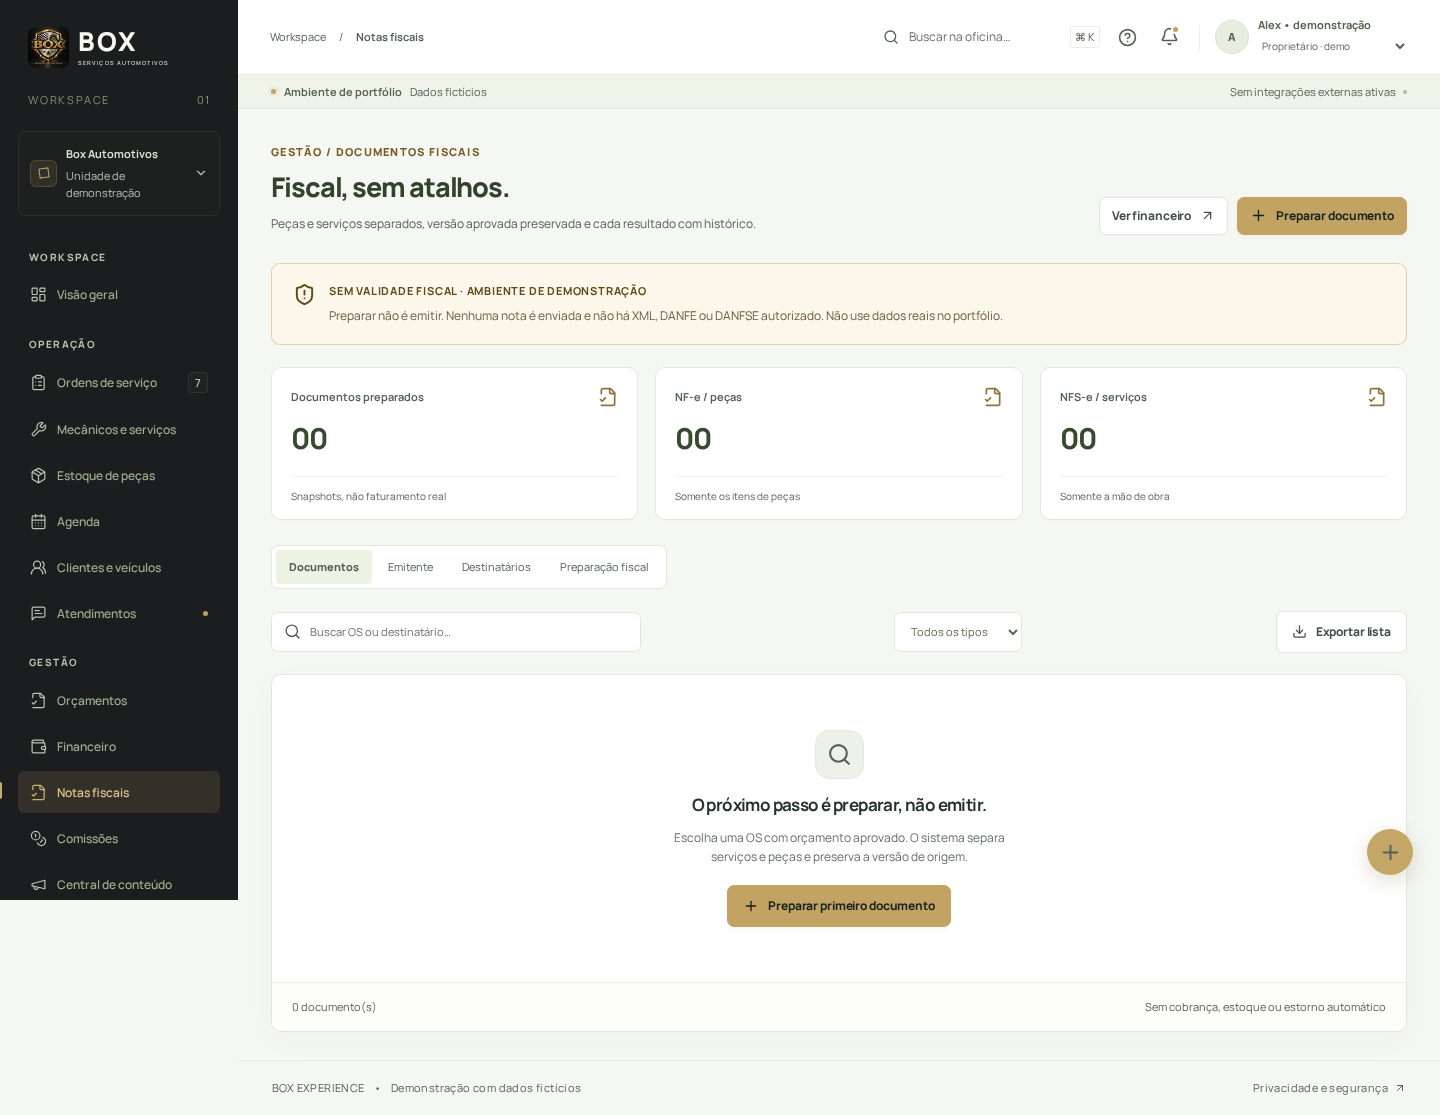 BOX
SERVIÇOS AUTOMOTIVOS
WORKSPACE 01
Box Automotivos
Unidade de
demonstração
WORKSPACE
Visão geral
OPERAÇÃO
Ordens de serviço 7
Mecânicos e serviços
Estoque de peças
Agenda
Clientes e veículos
Atendimentos
GESTÃO
Orçamentos
Financeiro
Notas fiscais
Comissões
Central de conteúdo
Workspace / Notas fiscais
Buscar na oficina... ⌘ K
A
Alex • demonstração
Proprietário · demo
Ambiente de portfólio Dados fictícios
Sem integrações externas ativas
GESTÃO / DOCUMENTOS FISCAIS
Fiscal, sem atalhos.
Peças e serviços separados, versão aprovada preservada e cada resultado com histórico.
Ver financeiro
Preparar documento
SEM VALIDADE FISCAL · AMBIENTE DE DEMONSTRAÇÃO
Preparar não é emitir. Nenhuma nota é enviada e não há XML, DANFE ou DANFSE autorizado. Não use dados reais no portfólio.
Documentos preparados
00
Snapshots, não faturamento real
NF-e / peças
00
Somente os itens de peças
NFS-e / serviços
00
Somente a mão de obra
Documentos Emitente Destinatários Preparação fiscal
Buscar OS ou destinatário...
Todos os tipos
Exportar lista
O próximo passo é preparar, não emitir.
Escolha uma OS com orçamento aprovado. O sistema separa
serviços e peças e preserva a versão de origem.
Preparar primeiro documento
0 documento(s)
Sem cobrança, estoque ou estorno automático
BOX EXPERIENCE • Demonstração com dados fictícios
Privacidade e segurança